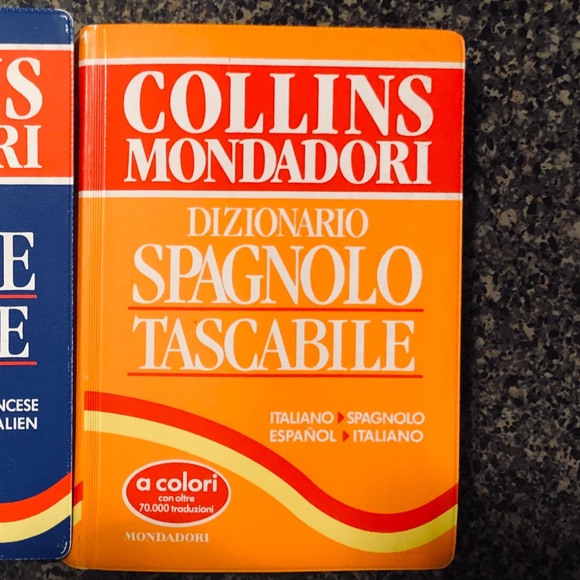 COLLINS
MONDADORI
DIZIONARIO
SPAGNOLO
TASCABILE
ITALIANO ▶ SPAGNOLO
ESPAÑOL ▶ ITALIANO
a colori
con oltre
70.000 traduzioni
MONDADORI